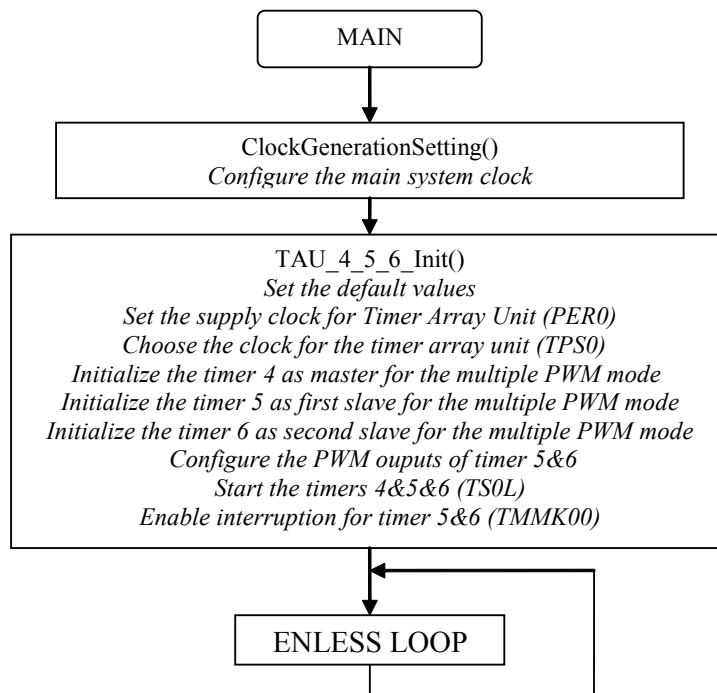 MAIN
ClockGenerationSetting()
Configure the main system clock
TAU_4_5_6_Init()
Set the default values
Set the supply clock for Timer Array Unit (PER0)
Choose the clock for the timer array unit (TPS0)
Initialize the timer 4 as master for the multiple PWM mode
Initialize the timer 5 as first slave for the multiple PWM mode
Initialize the timer 6 as second slave for the multiple PWM mode
Configure the PWM ouputs of timer 5&6
Start the timers 4&5&6 (TS0L)
Enable interruption for timer 5&6 (TMMK00)
ENLESS LOOP